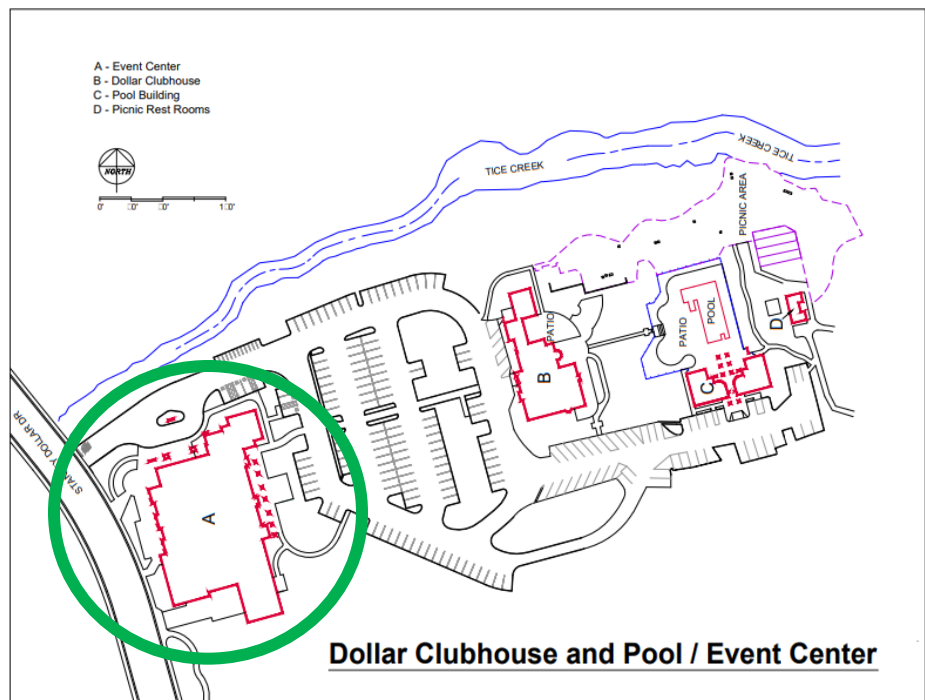 A - Event Center
B - Dollar Clubhouse
C - Pool Building
D - Picnic Rest Rooms
NORTH
TICE CREEK
TICE CREEK
PICNIC AREA
PATIO
PATIO
POOL
D
B
C
A
DOLLAR DR
Dollar Clubhouse and Pool / Event Center